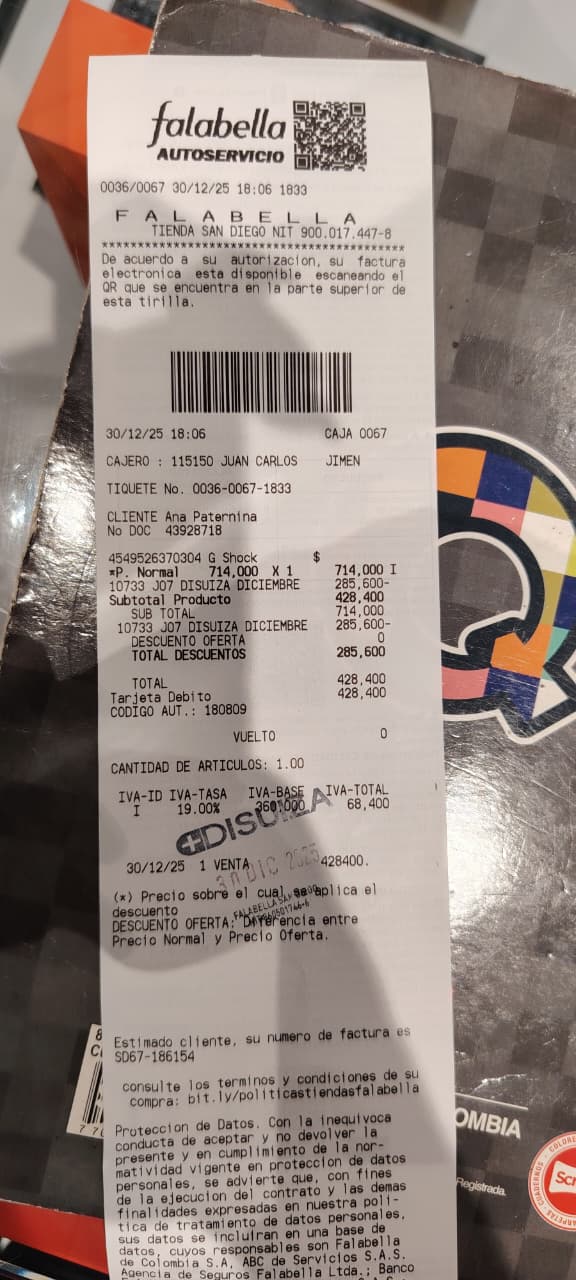 falabella
AUTOSERVICIO
0036/0067 30/12/25 18:06 1833
F A L A B E L L A
TIENDA SAN DIEGO NIT 900.017.447-8
******************************************
De acuerdo a su autorizacion, su factura
electronica esta disponible escaneando el
QR que se encuentra en la parte superior de
esta tirilla.
30/12/25 18:06 CAJA 0067
CAJERO : 115150 JUAN CARLOS JIMEN
TIQUETE No. 0036-0067-1833
CLIENTE Ana Paternina
No DOC 43928718
4549526370304 G Shock $
*P. Normal 714,000 X 1 714,000 I
10733 J07 DISUIZA DICIEMBRE 285,600-
Subtotal Producto 428,400
SUB TOTAL 714,000
10733 J07 DISUIZA DICIEMBRE 285,600-
DESCUENTO OFERTA 0
TOTAL DESCUENTOS 285,600
TOTAL 428,400
Tarjeta Debito 428,400
CODIGO AUT.: 180809
VUELTO 0
CANTIDAD DE ARTICULOS: 1.00
IVA-ID IVA-TASA IVA-BASE IVA-TOTAL
I 19.00% 360,000 68,400
DISUIZA
30/12/25 1 VENTA 428400.
30 DIC 2025
(*) Precio sobre el cual se aplica el
descuento
DESCUENTO OFERTA: Diferencia entre
Precio Normal y Precio Oferta.
Estimado cliente, su numero de factura es
SD67-186154
consulte los terminos y condiciones de su
compra: bit.ly/politicastiendasfalabella
Proteccion de Datos. Con la inequivoca
conducta de aceptar y no devolver la
presente y en cumplimiento de la nor-
matividad vigente en proteccion de datos
personales, se advierte que, con fines
de la ejecucion del contrato y las demas
finalidades expresadas en nuestra poli-
tica de tratamiento de datos personales,
sus datos se incluiran en una base de
datos, cuyos responsables son Falabella
de Colombia S.A, ABC de Servicios S.A.S.
Agencia de Seguros Falabella Ltda.; Banco
OMBIA
Registrada.
Scr